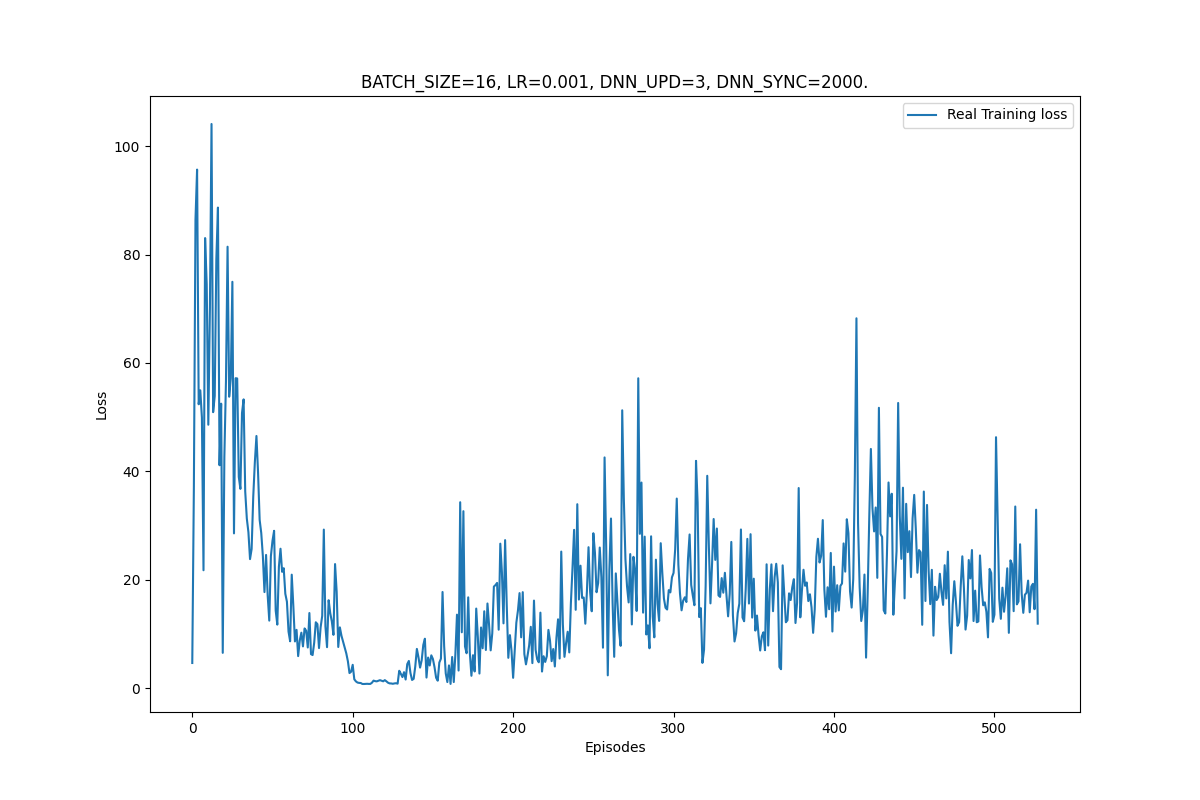 BATCH_SIZE=16, LR=0.001, DNN_UPD=3, DNN_SYNC=2000.
Real Training loss
100
80
60
40
20
0
Loss
0 100 200 300 400 500
Episodes